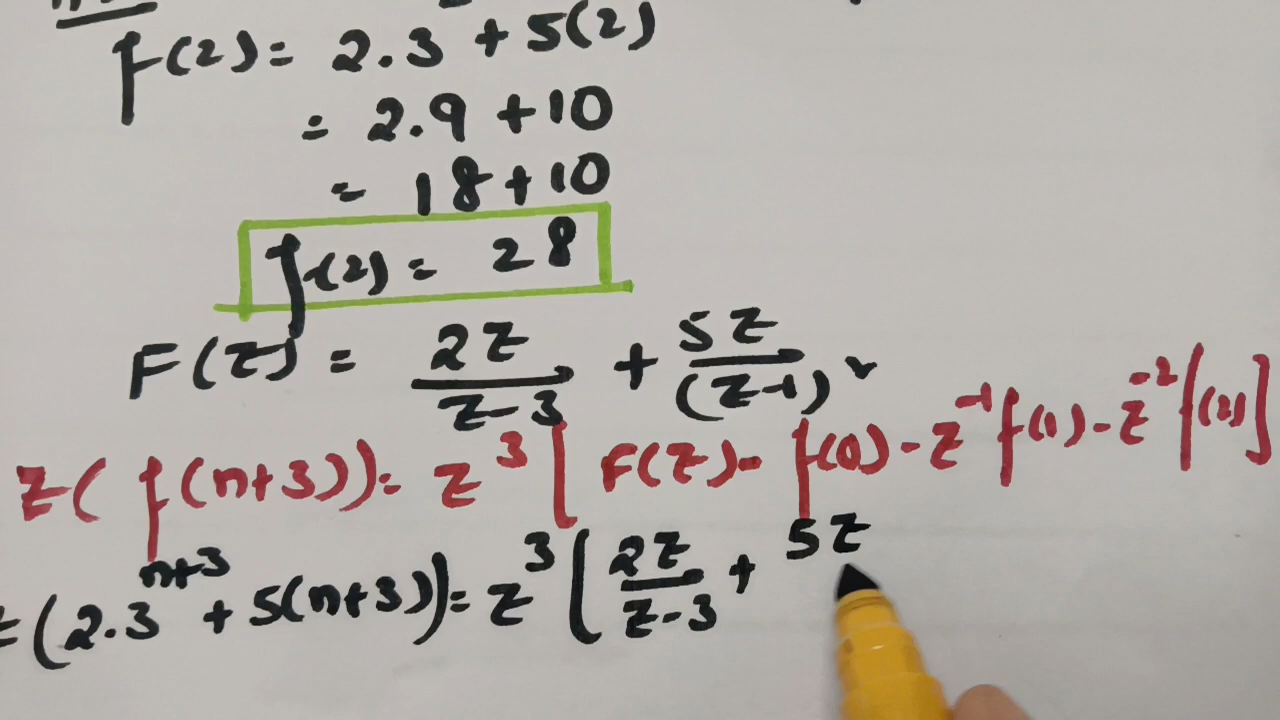 f(2) = 2.3 + 5(2)
= 2.9 + 10
= 18 + 10
f(2) = 28
F(Z) = 2Z/(Z-3) + 5Z/(Z-1)²
Z(f(n+3)) = Z³[F(Z) - f(0) - Z⁻¹f(1) - Z⁻²f(2)]
Z(2.3ⁿ⁺³ + 5(n+3)) = Z³[2Z/(Z-3) + 5Z